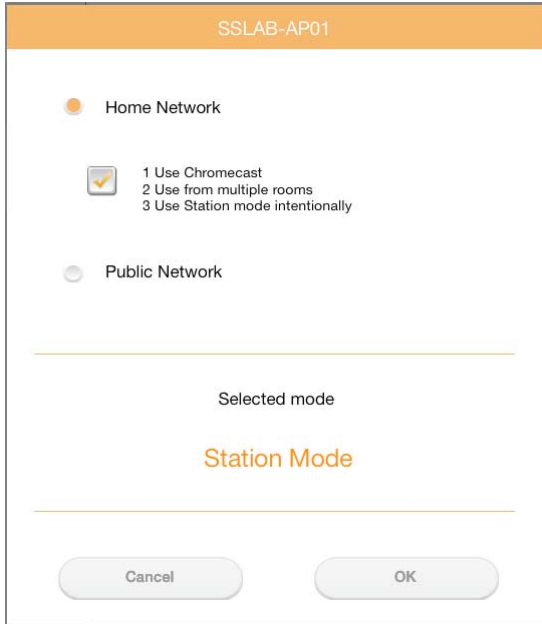 SSLAB-AP01
Home Network
1 Use Chromecast
2 Use from multiple rooms
3 Use Station mode intentionally
Public Network
Selected mode
Station Mode
Cancel
OK